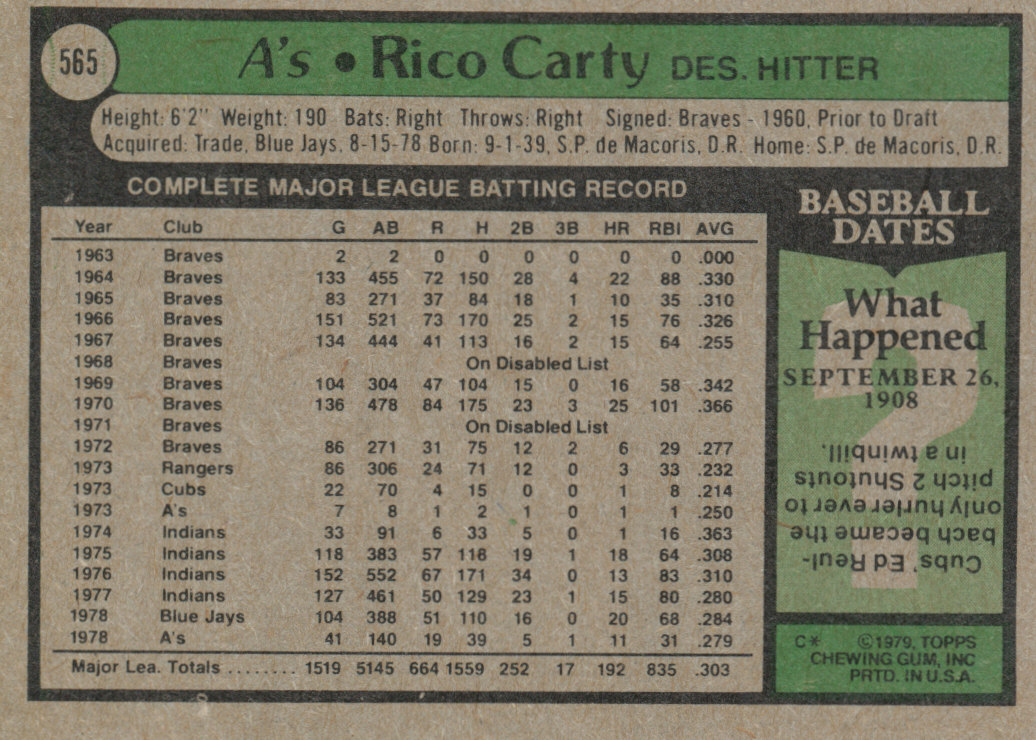 565
A's • Rico Carty DES. HITTER
Height: 6'2" Weight: 190 Bats: Right Throws: Right Signed: Braves - 1960, Prior to Draft
Acquired: Trade, Blue Jays, 8-15-78 Born: 9-1-39, S.P. de Macoris, D.R. Home: S.P. de Macoris, D.R.
COMPLETE MAJOR LEAGUE BATTING RECORD
Year Club G AB R H 2B 3B HR RBI AVG
1963 Braves 2 2 0 0 0 0 0 0 .000
1964 Braves 133 455 72 150 28 4 22 88 .330
1965 Braves 83 271 37 84 18 1 10 35 .310
1966 Braves 151 521 73 170 25 2 15 76 .326
1967 Braves 134 444 41 113 16 2 15 64 .255
1968 Braves On Disabled List
1969 Braves 104 304 47 104 15 0 16 58 .342
1970 Braves 136 478 84 175 23 3 25 101 .366
1971 Braves On Disabled List
1972 Braves 86 271 31 75 12 2 6 29 .277
1973 Rangers 86 306 24 71 12 0 3 33 .232
1973 Cubs 22 70 4 15 0 0 1 8 .214
1973 A's 7 8 1 2 1 0 1 1 .250
1974 Indians 33 91 6 33 5 0 1 16 .363
1975 Indians 118 383 57 118 19 1 18 64 .308
1976 Indians 152 552 67 171 34 0 13 83 .310
1977 Indians 127 461 50 129 23 1 15 80 .280
1978 Blue Jays 104 388 51 110 16 0 20 68 .284
1978 A's 41 140 19 39 5 1 11 31 .279
Major Lea. Totals ........ 1519 5145 664 1559 252 17 192 835 .303
BASEBALL
DATES
What
Happened
SEPTEMBER 26,
1908
Cubs' Ed Reul-
bach became the
only hurler ever to
pitch 2 Shutouts
in a twinbill.
C* ©1979, TOPPS
CHEWING GUM, INC
PRTD. IN U.S.A.